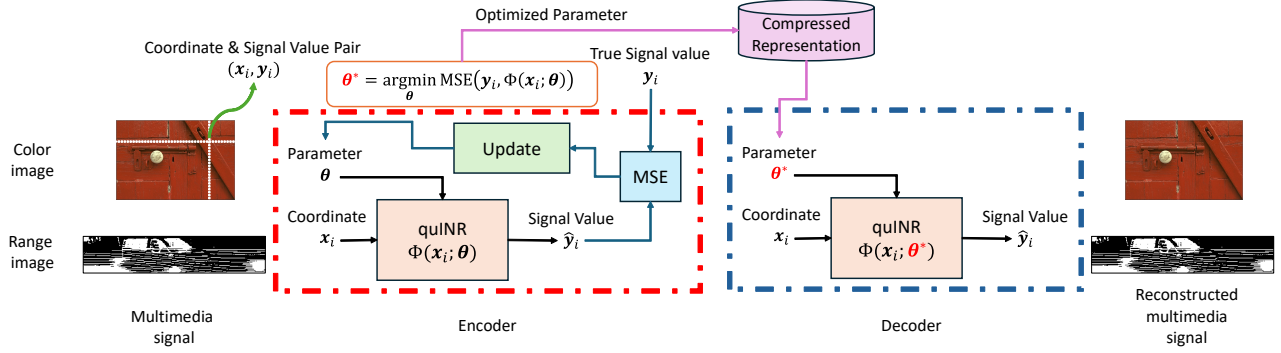 Optimized Parameter
Compressed
Representation
Coordinate & Signal Value Pair
(𝒙ᵢ, 𝒚ᵢ)
True Signal value
𝒚ᵢ
𝜽* = argmin MSE(𝒚ᵢ, Φ(𝒙ᵢ; 𝜽))
𝜽
Color
image
Parameter
𝜽
Update
MSE
Coordinate
𝒙ᵢ
quINR
Φ(𝒙ᵢ; 𝜽)
Signal Value
ŷᵢ
Parameter
𝜽*
Coordinate
𝒙ᵢ
quINR
Φ(𝒙ᵢ; 𝜽*)
Signal Value
ŷᵢ
Range
image
Multimedia
signal
Encoder
Decoder
Reconstructed
multimedia
signal